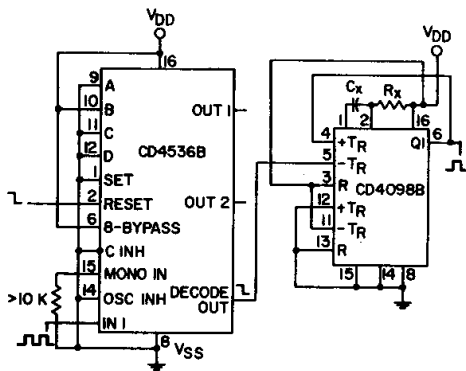 VDD
16
9 A
10 B
11 C
12 D
1 SET
2 RESET
6 8-BYPASS
C INH
15 MONO IN
14 OSC INH
IN I
>10 K
CD4536B
OUT 1
OUT 2
DECODE
OUT
8 VSS
VDD
CX RX
1 2 16
4 +TR
5 -TR
3 R
12 +TR
11 -TR
13 R
Q1 6
CD4098B
15 14 8